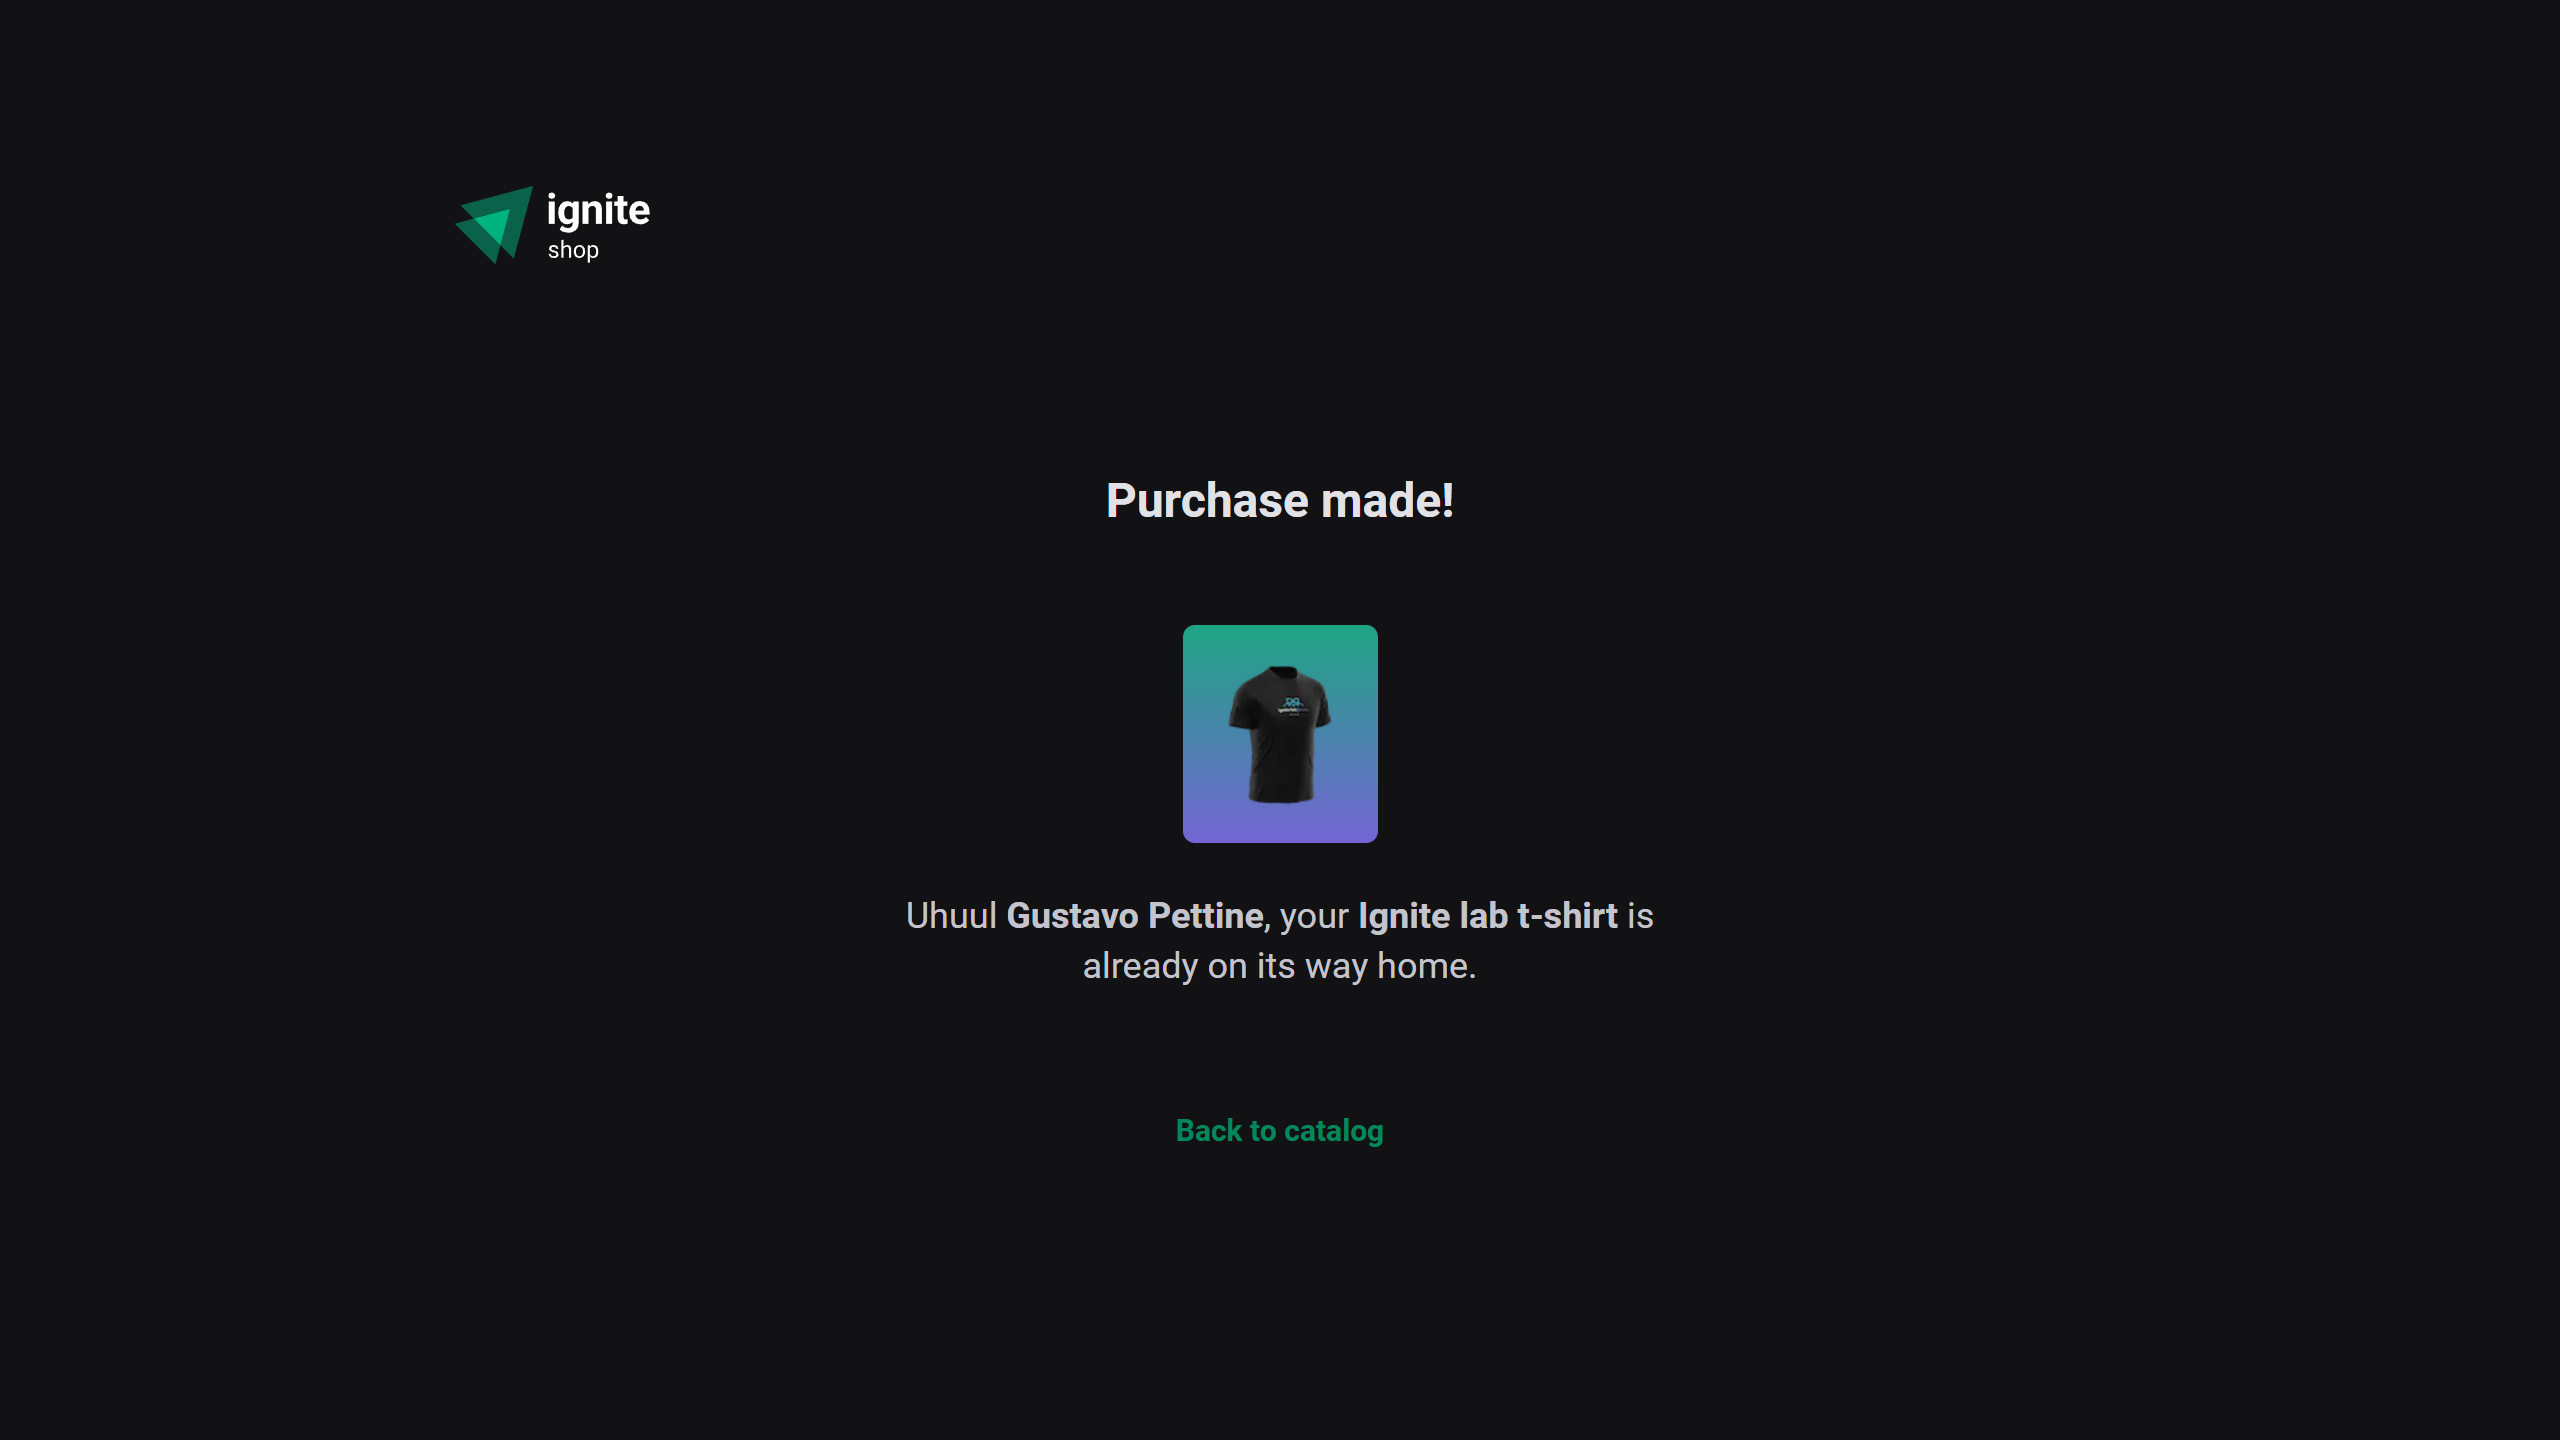 ignite
shop
Purchase made!
Uhuul Gustavo Pettine, your Ignite lab t-shirt is
already on its way home.
Back to catalog